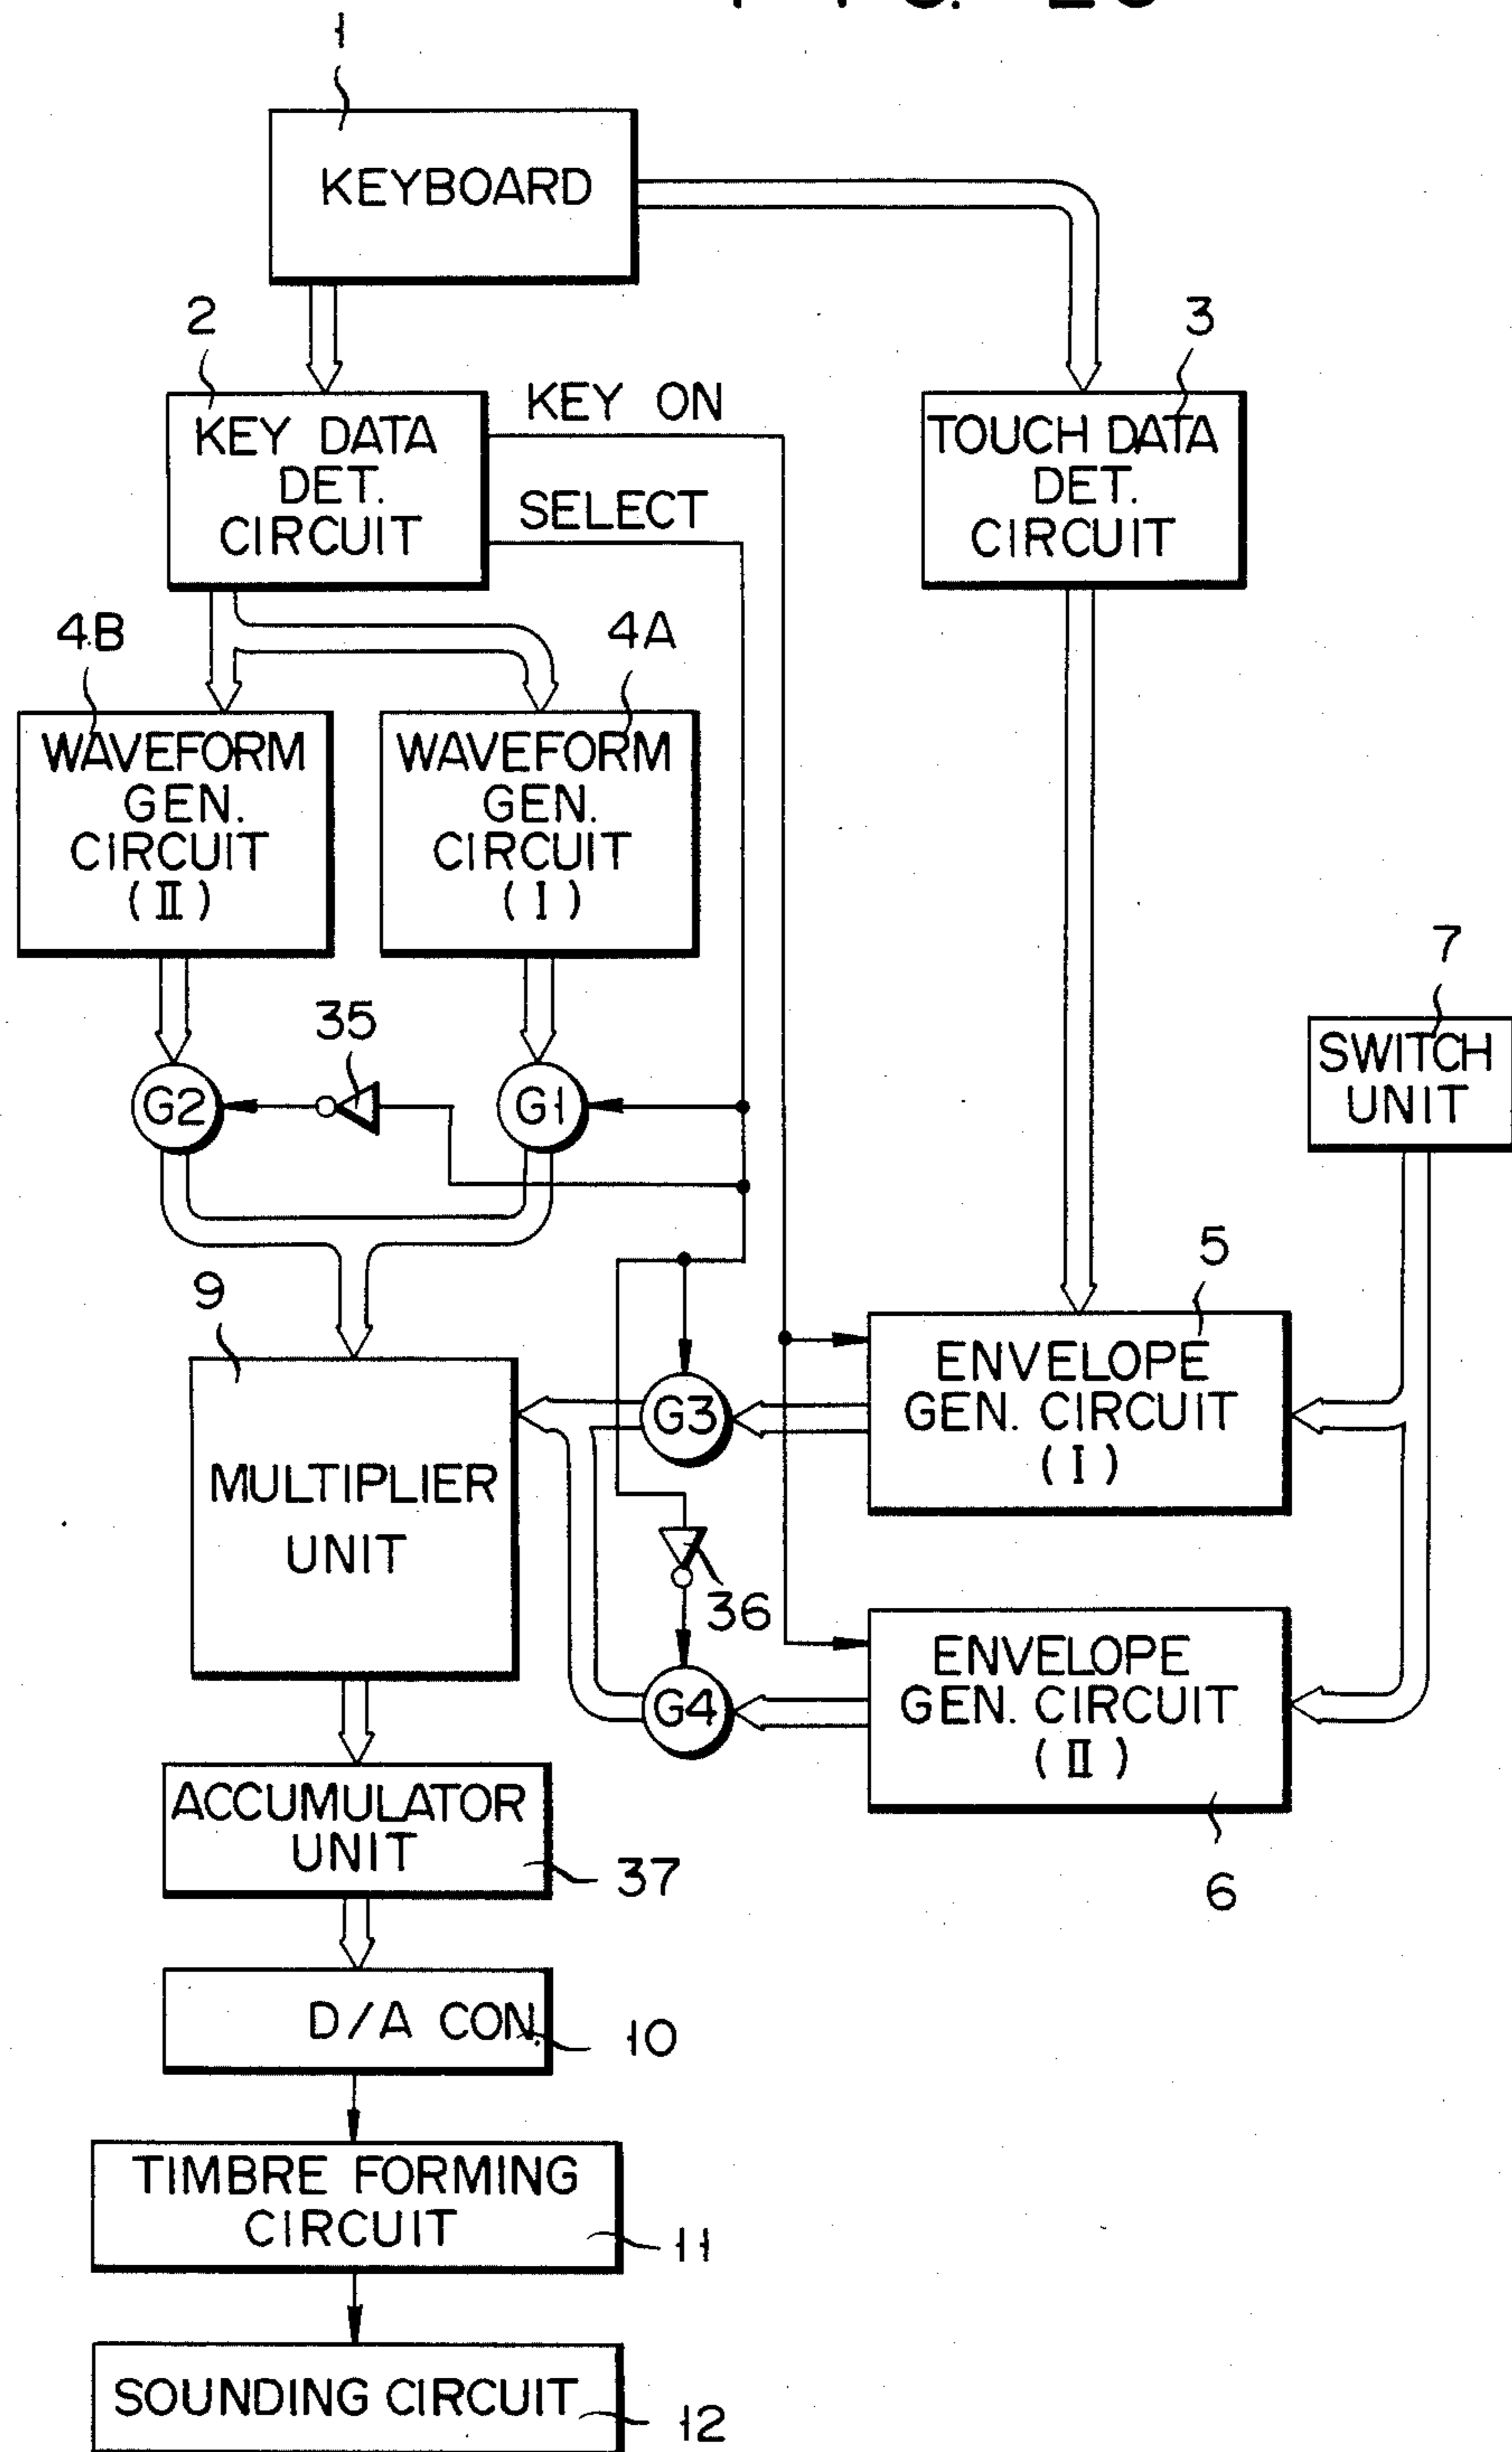 1
KEYBOARD
2
3
KEY DATA
DET.
CIRCUIT
KEY ON
SELECT
TOUCH DATA
DET.
CIRCUIT
4B
4A
WAVEFORM
GEN.
CIRCUIT
(II)
WAVEFORM
GEN.
CIRCUIT
(I)
7
SWITCH
UNIT
35
G2
G1
9
5
MULTIPLIER
UNIT
G3
ENVELOPE
GEN. CIRCUIT
(I)
36
G4
ENVELOPE
GEN. CIRCUIT
(II)
6
ACCUMULATOR
UNIT
37
D/A CON.
10
TIMBRE FORMING
CIRCUIT
11
SOUNDING CIRCUIT
12